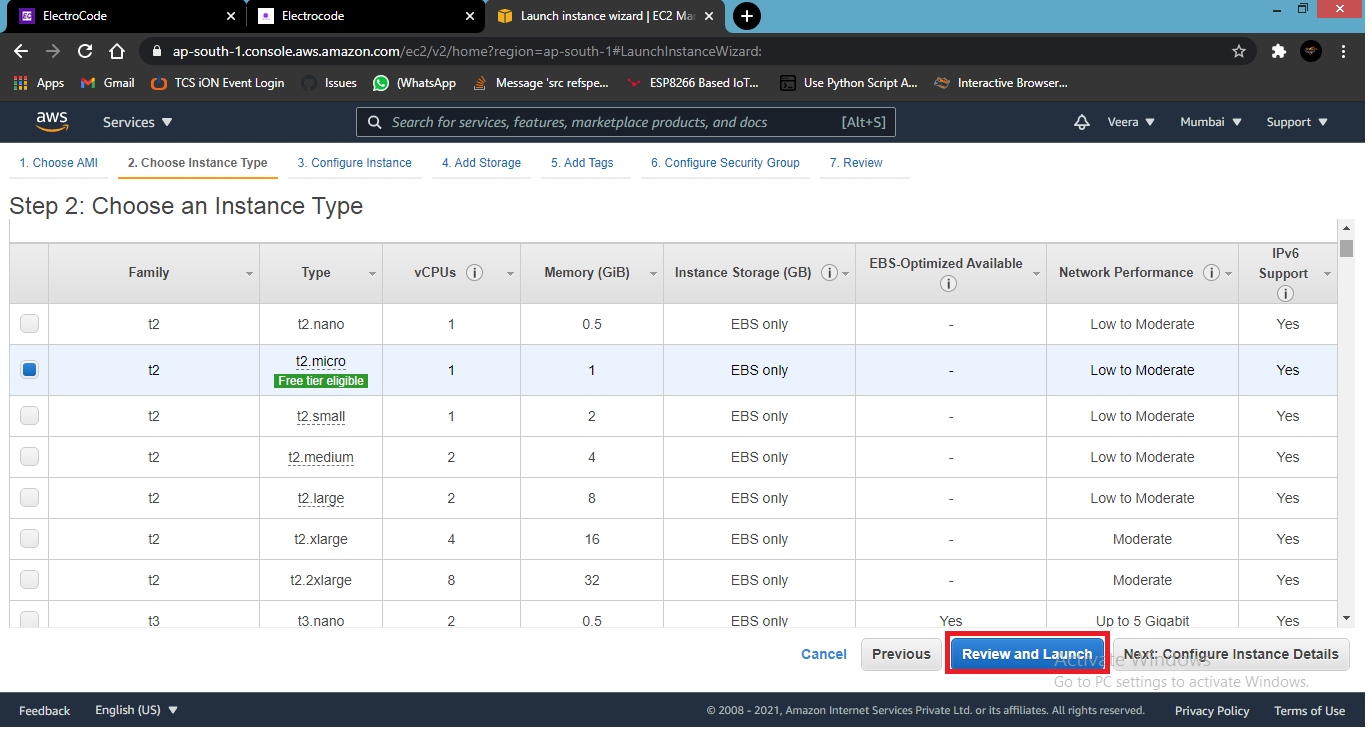 ElectroCode
Electrocode
Launch instance wizard | EC2 Man
ap-south-1.console.aws.amazon.com/ec2/v2/home?region=ap-south-1#LaunchInstanceWizard:
Apps Gmail TCS iON Event Login Issues (WhatsApp Message 'src refspe... ESP8266 Based IoT... Use Python Script A... Interactive Browser...
aws Services Search for services, features, marketplace products, and docs [Alt+S] Veera Mumbai Support
1. Choose AMI 2. Choose Instance Type 3. Configure Instance 4. Add Storage 5. Add Tags 6. Configure Security Group 7. Review
Step 2: Choose an Instance Type
Family Type vCPUs Memory (GiB) Instance Storage (GB) EBS-Optimized Available Network Performance IPv6 Support
t2 t2.nano 1 0.5 EBS only - Low to Moderate Yes
t2 t2.micro Free tier eligible 1 1 EBS only - Low to Moderate Yes
t2 t2.small 1 2 EBS only - Low to Moderate Yes
t2 t2.medium 2 4 EBS only - Low to Moderate Yes
t2 t2.large 2 8 EBS only - Low to Moderate Yes
t2 t2.xlarge 4 16 EBS only - Moderate Yes
t2 t2.2xlarge 8 32 EBS only - Moderate Yes
t3 t3.nano 2 0.5 EBS only Yes Up to 5 Gigabit Yes
Cancel Previous Review and Launch Next: Configure Instance Details
Activate Windows
Go to PC settings to activate Windows.
Feedback English (US) © 2008 - 2021, Amazon Internet Services Private Ltd. or its affiliates. All rights reserved. Privacy Policy Terms of Use